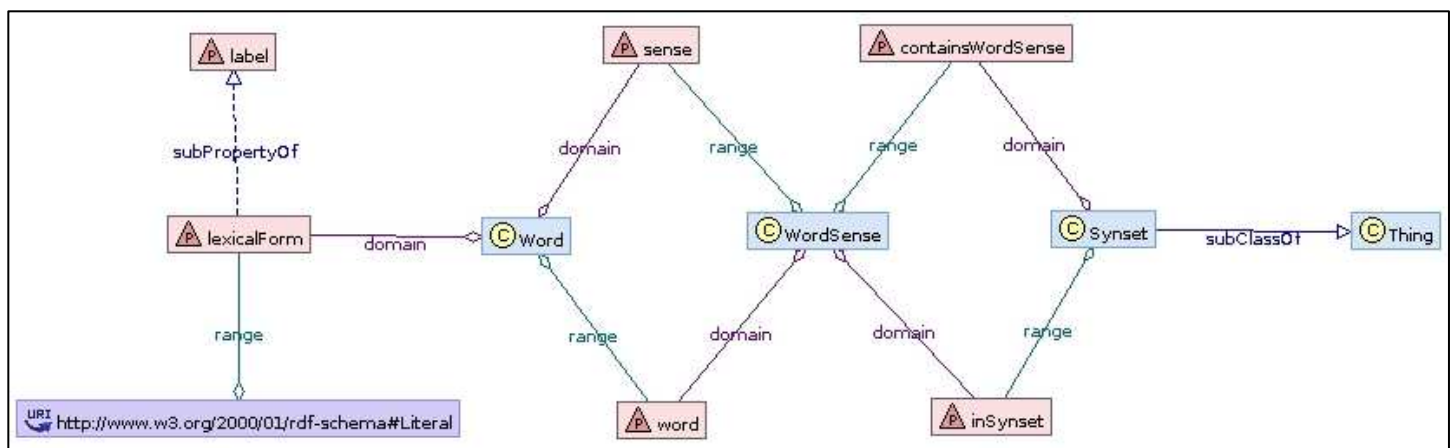 P label
P sense
P containsWordSense
subPropertyOf
domain
range
range
domain
P lexicalForm
domain
C Word
C WordSense
C Synset
subClassOf
C Thing
range
range
domain
domain
range
URI http://www.w3.org/2000/01/rdf-schema#Literal
P word
P inSynset